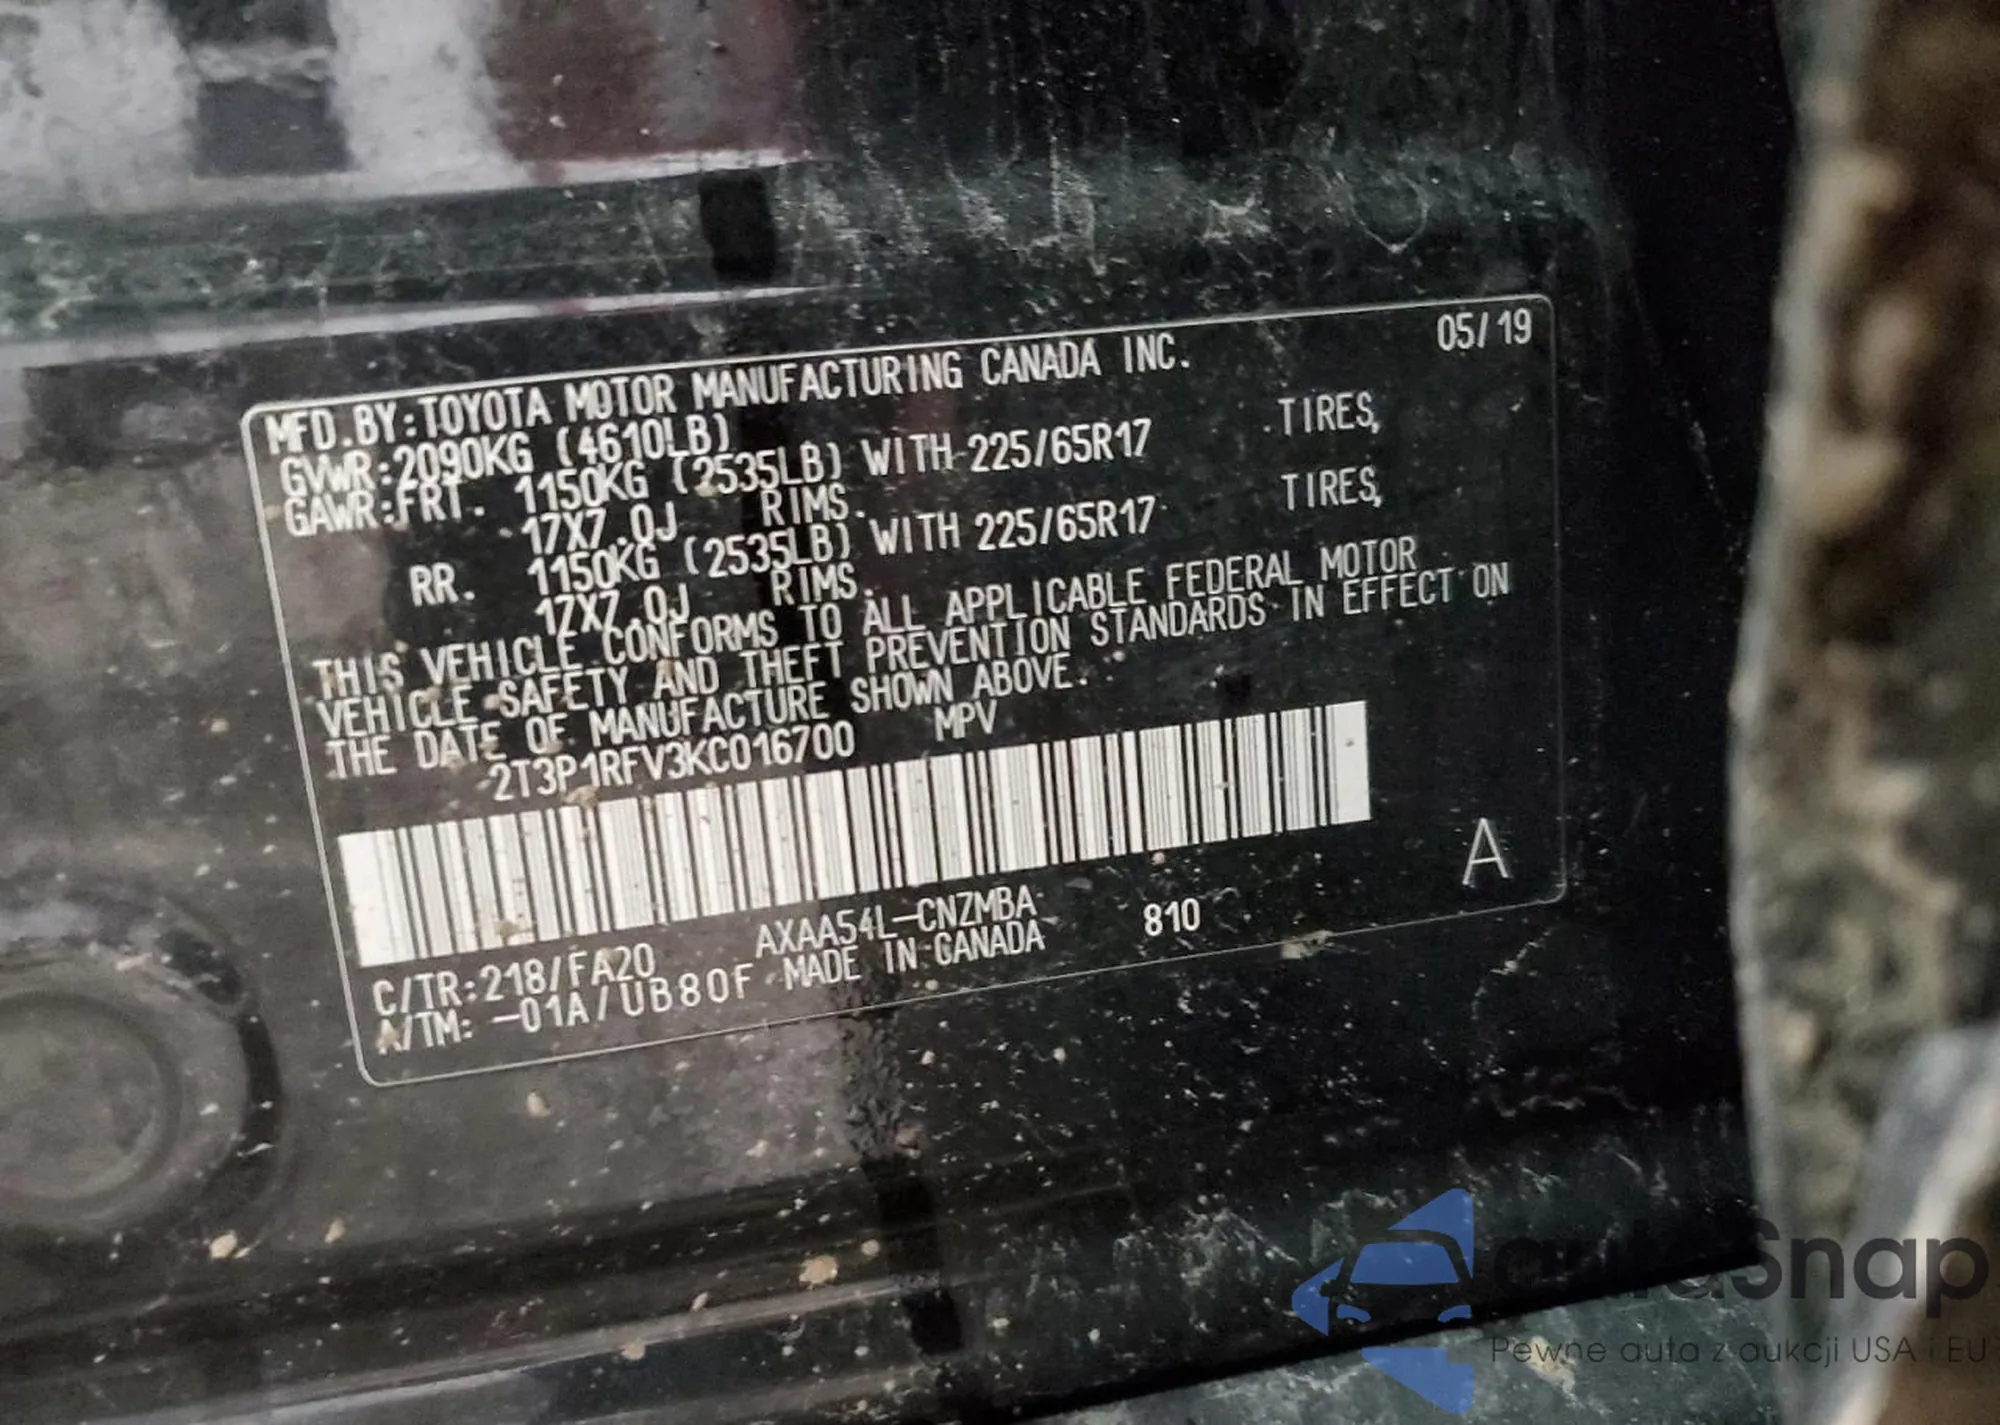 05/19
MFD.BY:TOYOTA MOTOR MANUFACTURING CANADA INC.
GVWR:2090KG (4610LB)
GAWR:FRT. 1150KG (2535LB) WITH 225/65R17 TIRES,
17X7.0J RIMS.
RR. 1150KG (2535LB) WITH 225/65R17 TIRES,
17X7.0J RIMS.
THIS VEHICLE CONFORMS TO ALL APPLICABLE FEDERAL MOTOR
VEHICLE SAFETY AND THEFT PREVENTION STANDARDS IN EFFECT ON
THE DATE OF MANUFACTURE SHOWN ABOVE.
2T3P1RFV3KC016700 MPV
A
C/TR:218/FA20 AXAA54L-CNZMBA 810
A/TM: -01A/UB80F MADE IN CANADA
autoSnap
Pewne auta z aukcji USA i EU